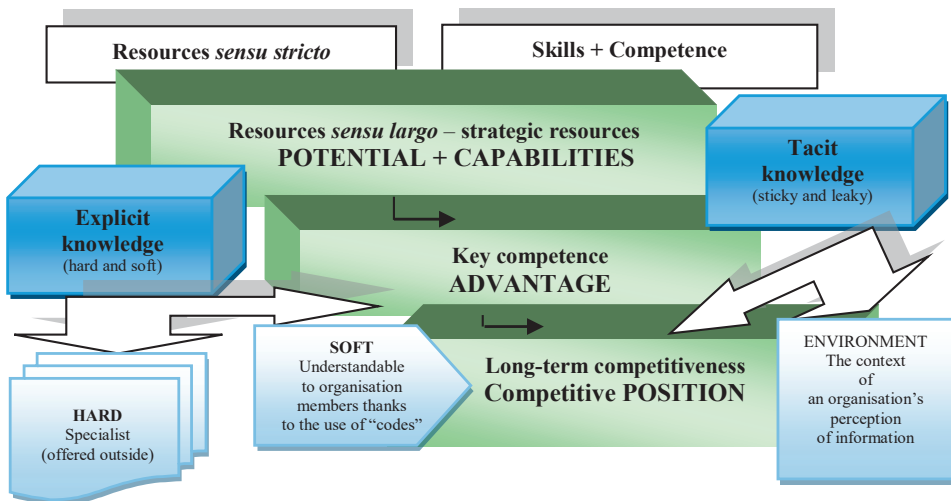 Resources sensu stricto
Skills + Competence
Resources sensu largo – strategic resources
POTENTIAL + CAPABILITIES
Tacit
knowledge
(sticky and leaky)
Explicit
knowledge
(hard and soft)
Key competence
ADVANTAGE
SOFT
Understandable
to organisation
members thanks
to the use of “codes”
Long-term competitiveness
Competitive POSITION
ENVIRONMENT
The context
of
an organisation’s
perception
of information
HARD
Specialist
(offered outside)